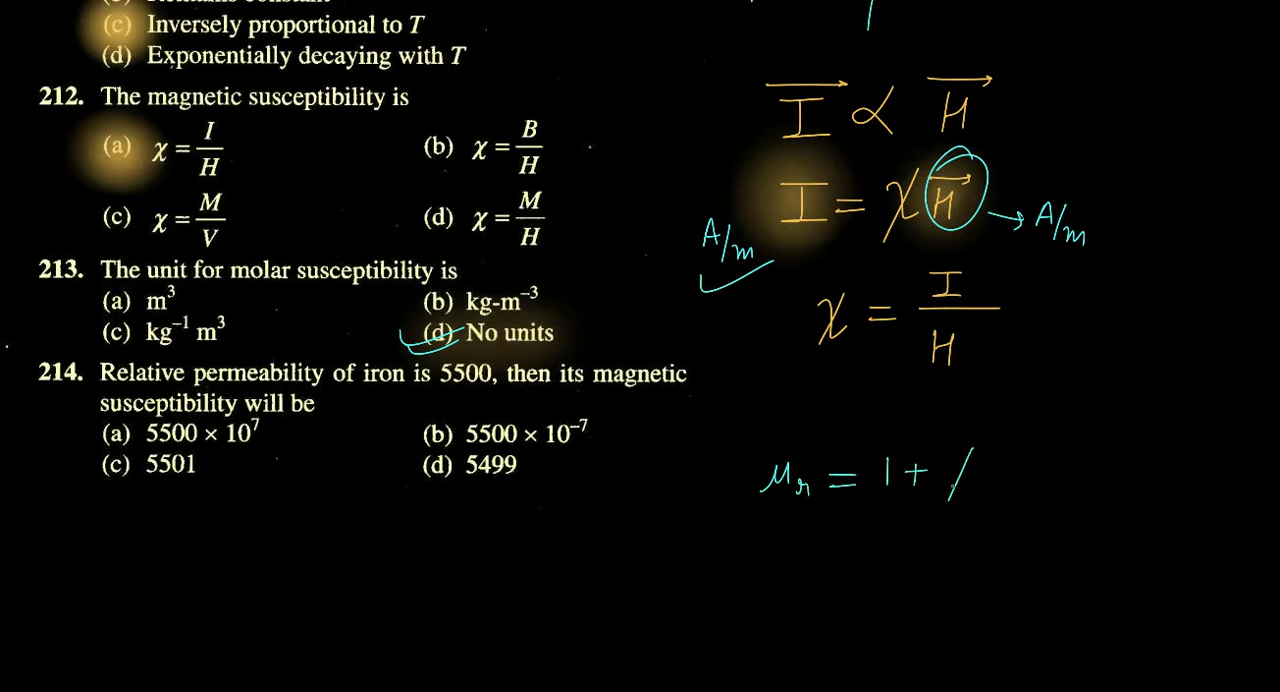 (c) Inversely proportional to T
(d) Exponentially decaying with T
212. The magnetic susceptibility is
(a) χ = I/H
(b) χ = B/H
(c) χ = M/V
(d) χ = M/H
213. The unit for molar susceptibility is
(a) m³
(b) kg-m⁻³
(c) kg⁻¹ m³
(d) No units
214. Relative permeability of iron is 5500, then its magnetic
susceptibility will be
(a) 5500 × 10⁷
(b) 5500 × 10⁻⁷
(c) 5501
(d) 5499
I ∝ H
I = χ H
A/m
→ A/m
χ = I/H
μr = 1 + /